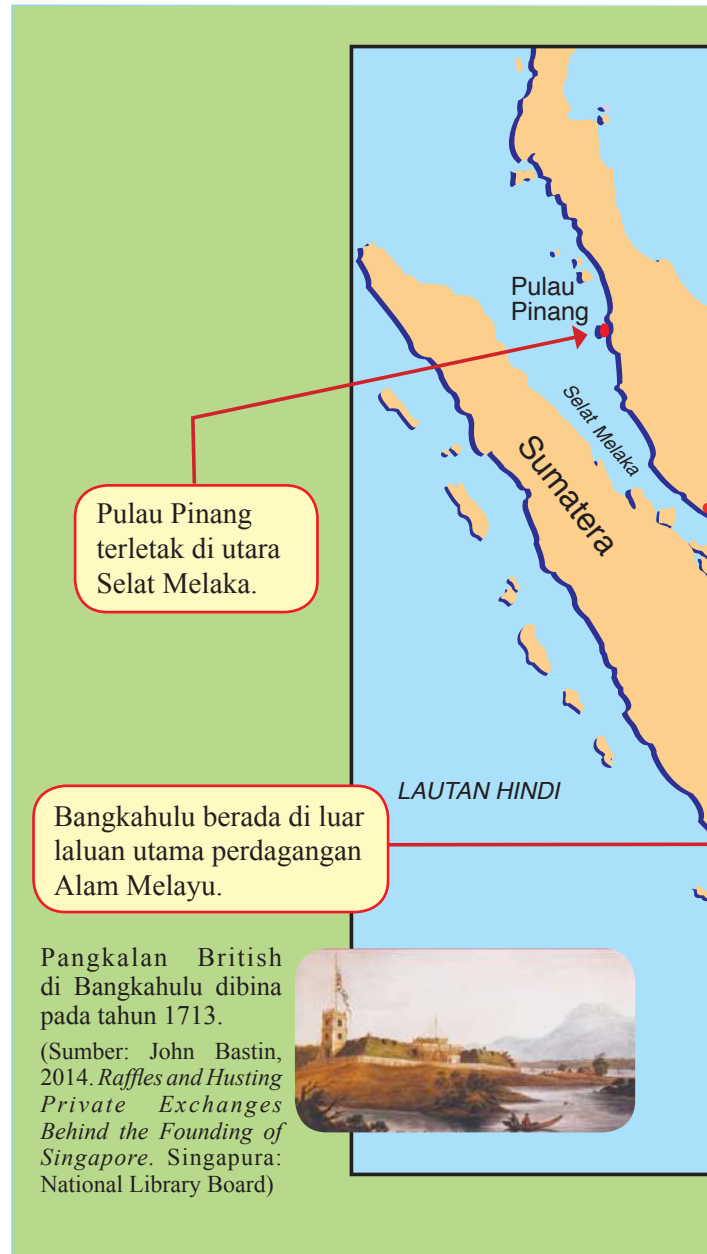 Pulau
Pinang
Selat Melaka
Sumatera
Pulau Pinang
terletak di utara
Selat Melaka.
LAUTAN HINDI
Bangkahulu berada di luar
laluan utama perdagangan
Alam Melayu.
Pangkalan British
di Bangkahulu dibina
pada tahun 1713.
(Sumber: John Bastin,
2014. Raffles and Husting
Private Exchanges
Behind the Founding of
Singapore. Singapura:
National Library Board)